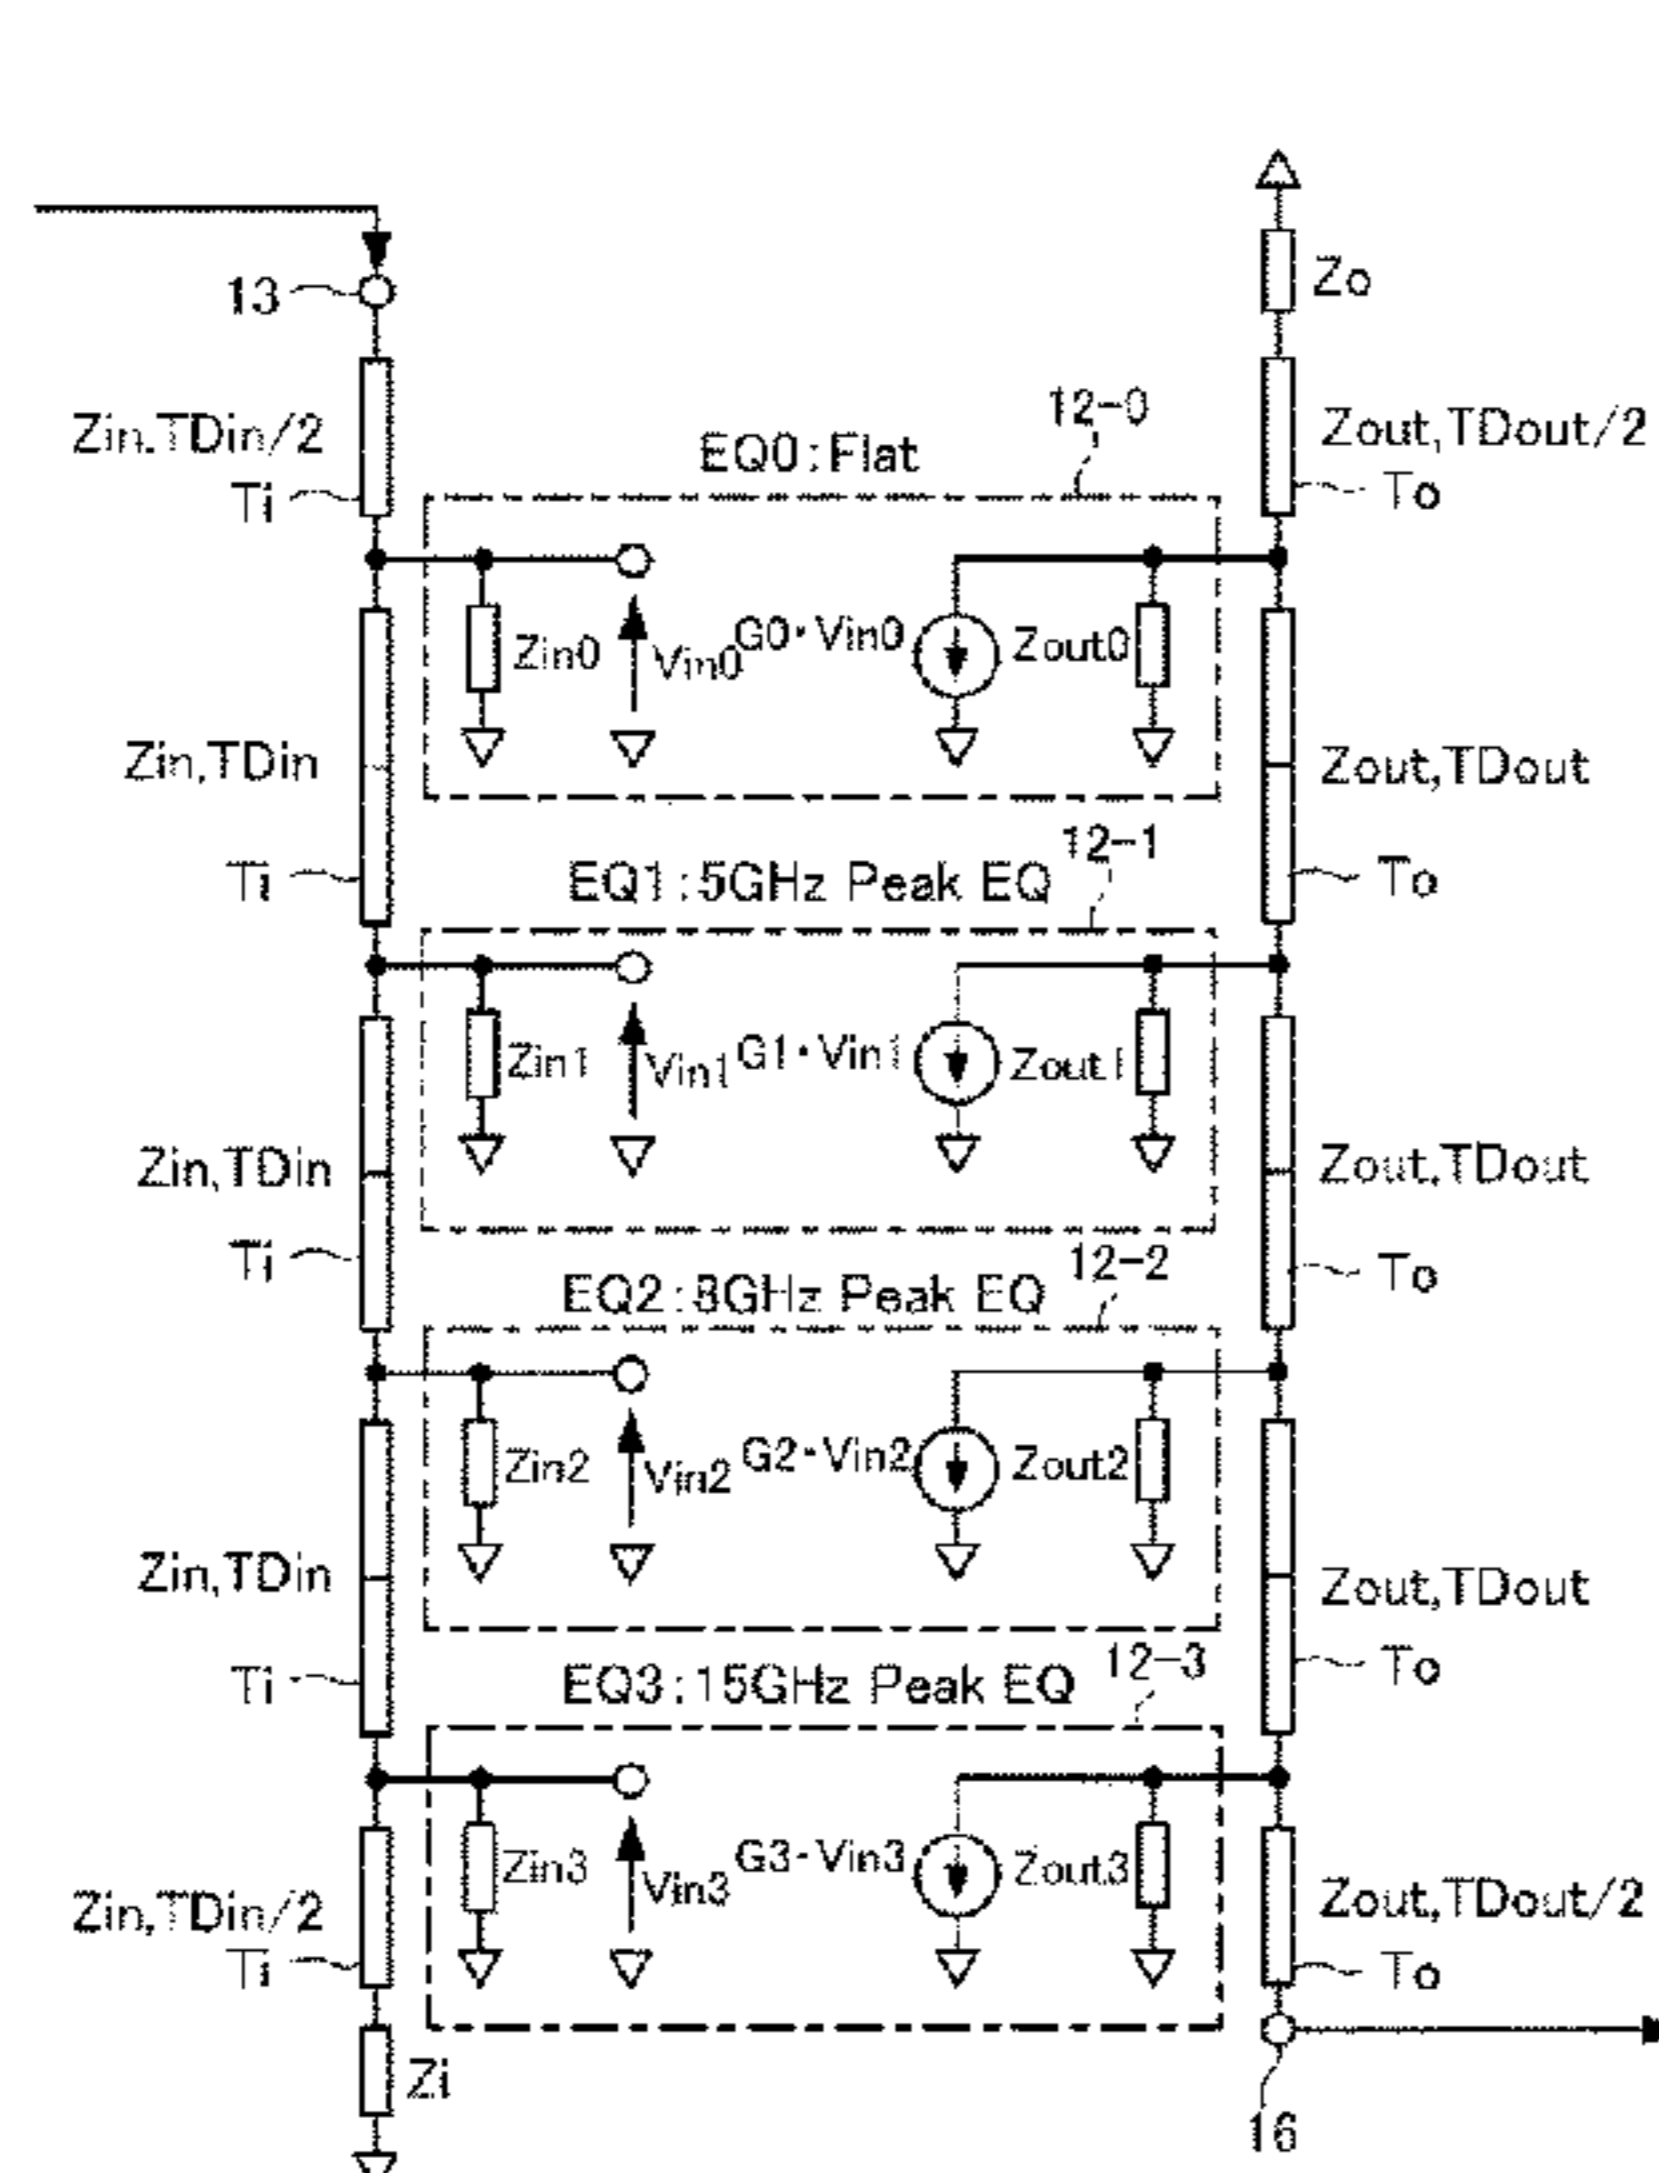 13
Zo
Zin,TDin/2
Ti
EQ0:Flat
12-0
Zout,TDout/2
To
Zin0
Vin0
G0·Vin0
Zout0
Zin,TDin
Ti
Zout,TDout
To
EQ1:5GHz Peak EQ
12-1
Zin1
Vin1
G1·Vin1
Zout1
Zin,TDin
Ti
Zout,TDout
To
EQ2:8GHz Peak EQ
12-2
Zin2
Vin2
G2·Vin2
Zout2
Zin,TDin
Ti
Zout,TDout
To
EQ3:15GHz Peak EQ
12-3
Zin3
Vin3
G3·Vin3
Zout3
Zin,TDin/2
Ti
Zout,TDout/2
To
Zi
16